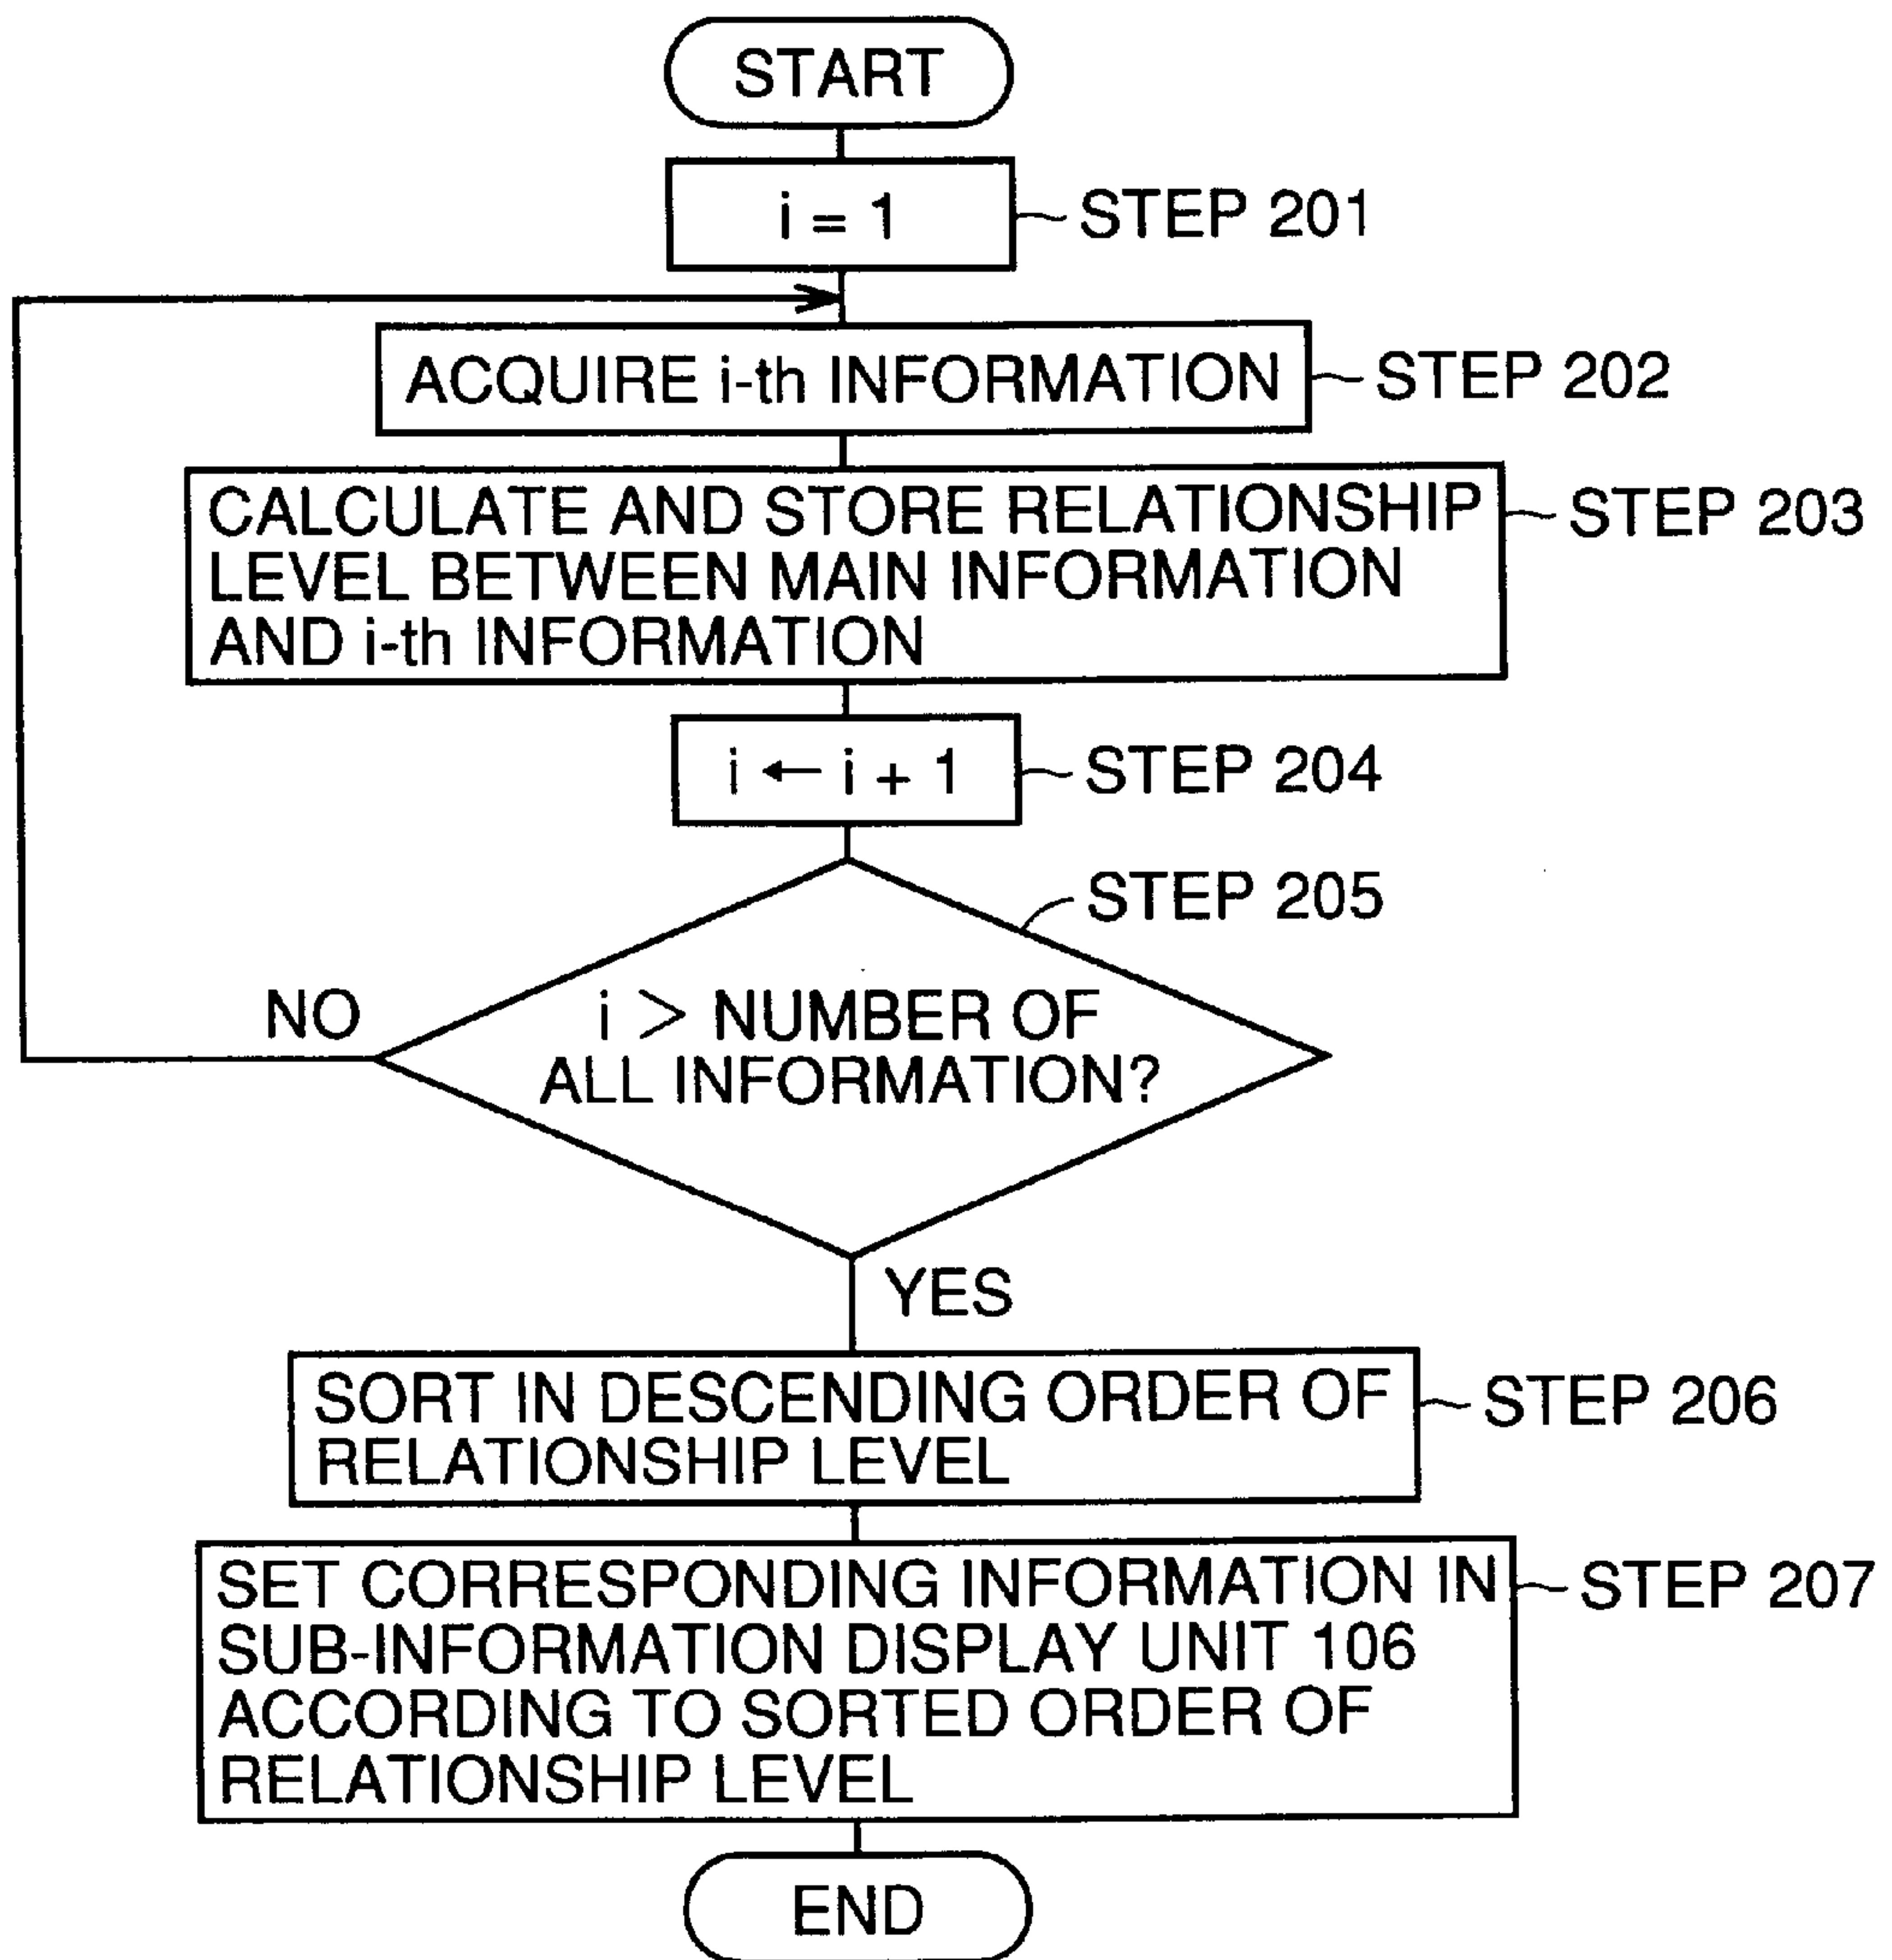 START
i = 1
STEP 201
ACQUIRE i-th INFORMATION
STEP 202
CALCULATE AND STORE RELATIONSHIP
LEVEL BETWEEN MAIN INFORMATION
AND i-th INFORMATION
STEP 203
i ← i + 1
STEP 204
STEP 205
i > NUMBER OF
ALL INFORMATION?
NO
YES
SORT IN DESCENDING ORDER OF
RELATIONSHIP LEVEL
STEP 206
SET CORRESPONDING INFORMATION IN
SUB-INFORMATION DISPLAY UNIT 106
ACCORDING TO SORTED ORDER OF
RELATIONSHIP LEVEL
STEP 207
END